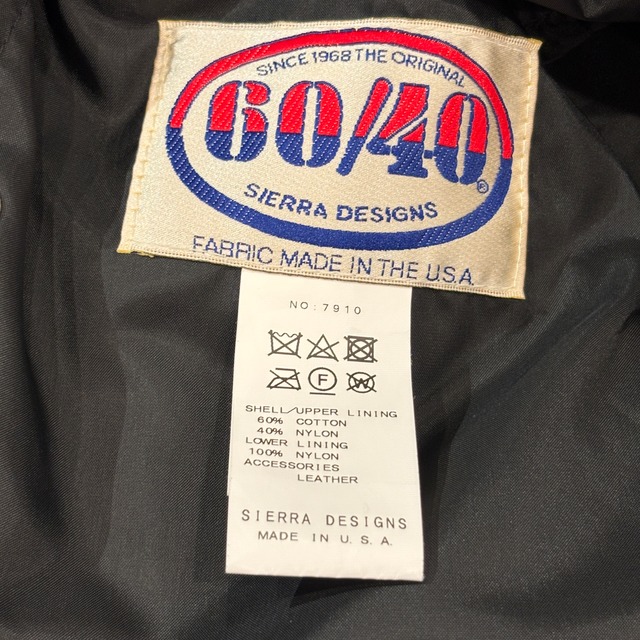 SINCE 1968 THE ORIGINAL
60/40®
SIERRA DESIGNS
FABRIC MADE IN THE U.S.A.
NO:7910
F W
SHELL/UPPER LINING
60% COTTON
40% NYLON
LOWER LINING
100% NYLON
ACCESSORIES
LEATHER
SIERRA DESIGNS
MADE IN U.S.A.